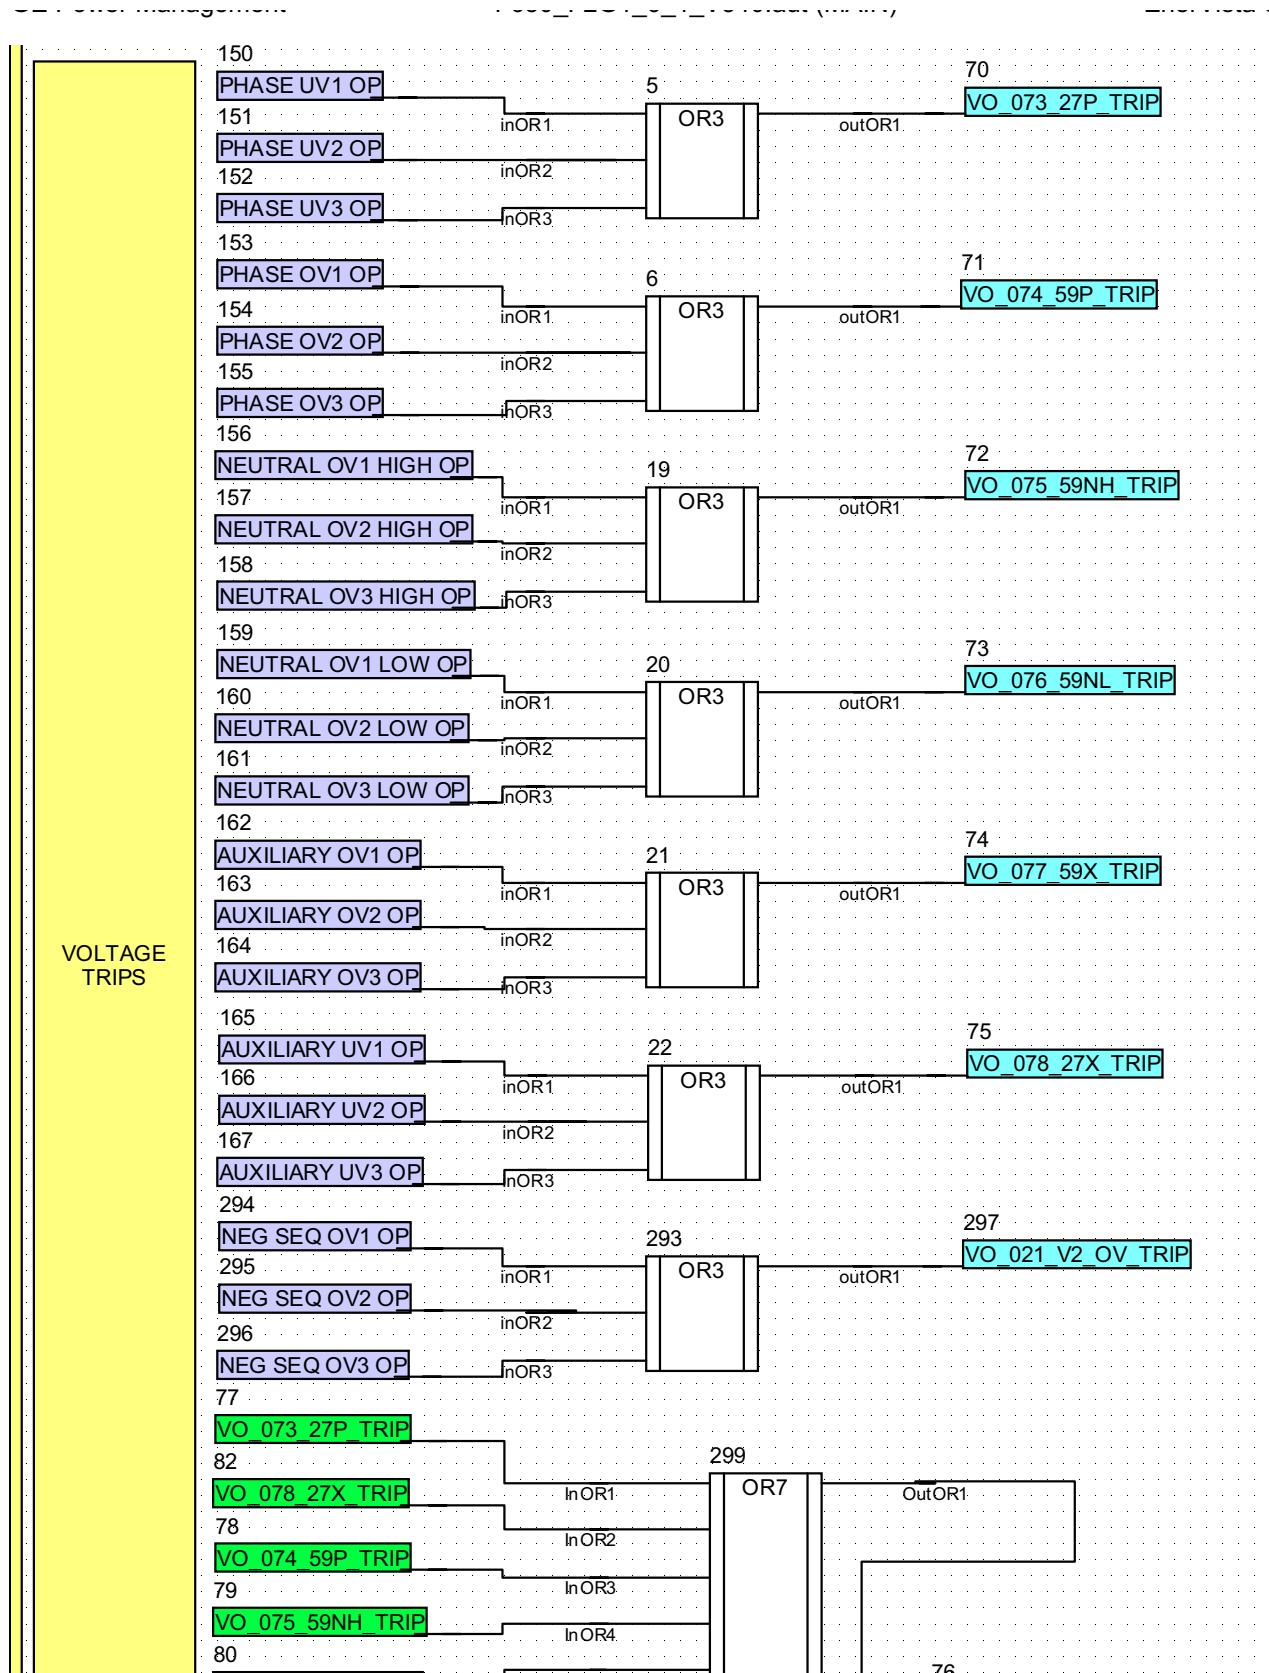 150
PHASE UV1 OP
5
70
OR3
VO_073_27P_TRIP
inOR1
outOR1
151
PHASE UV2 OP
inOR2
152
PHASE UV3 OP
inOR3
153
PHASE OV1 OP
6
71
OR3
VO_074_59P_TRIP
inOR1
outOR1
154
PHASE OV2 OP
inOR2
155
PHASE OV3 OP
inOR3
156
NEUTRAL OV1 HIGH OP
19
72
OR3
VO_075_59NH_TRIP
inOR1
outOR1
157
NEUTRAL OV2 HIGH OP
inOR2
158
NEUTRAL OV3 HIGH OP
inOR3
159
NEUTRAL OV1 LOW OP
20
73
OR3
VO_076_59NL_TRIP
inOR1
outOR1
160
NEUTRAL OV2 LOW OP
inOR2
161
NEUTRAL OV3 LOW OP
inOR3
162
AUXILIARY OV1 OP
21
74
OR3
VO_077_59X_TRIP
inOR1
outOR1
163
AUXILIARY OV2 OP
inOR2
164
AUXILIARY OV3 OP
inOR3
VOLTAGE
TRIPS
165
AUXILIARY UV1 OP
22
75
OR3
VO_078_27X_TRIP
inOR1
outOR1
166
AUXILIARY UV2 OP
inOR2
167
AUXILIARY UV3 OP
inOR3
294
NEG SEQ OV1 OP
293
297
OR3
VO_021_V2_OV_TRIP
inOR1
outOR1
295
NEG SEQ OV2 OP
inOR2
296
NEG SEQ OV3 OP
inOR3
77
VO_073_27P_TRIP
299
OR7
InOR1
OutOR1
82
VO_078_27X_TRIP
InOR2
78
VO_074_59P_TRIP
InOR3
79
VO_075_59NH_TRIP
InOR4
80
76